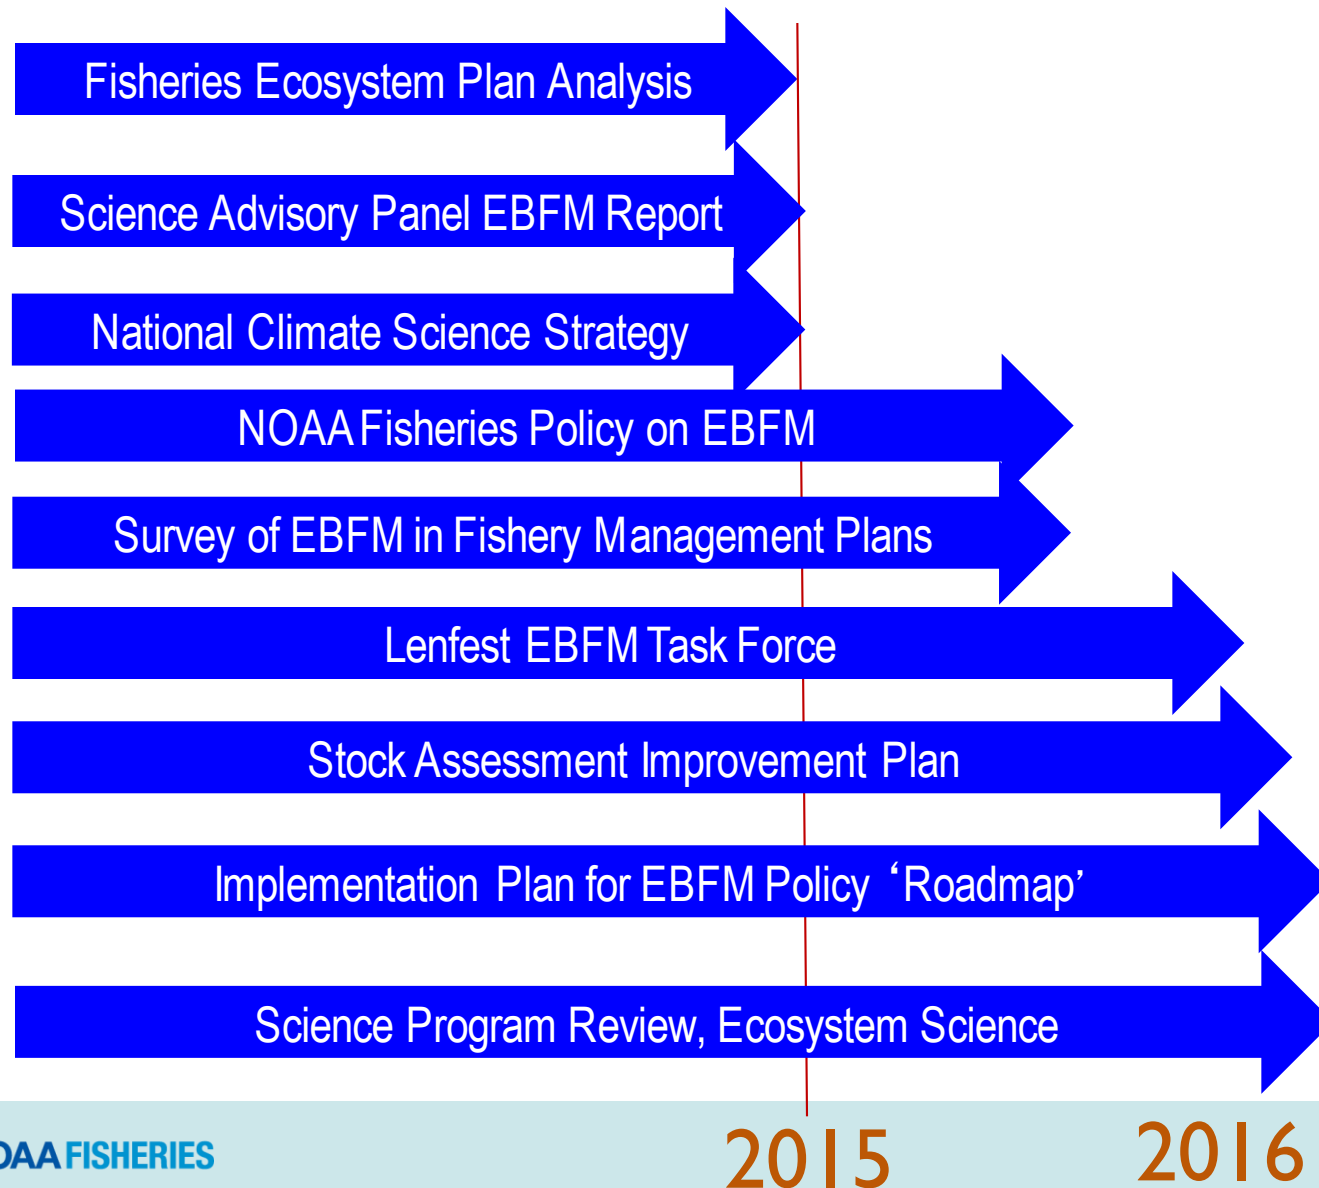 Fisheries Ecosystem Plan Analysis
Science Advisory Panel EBFM Report
National Climate Science Strategy
NOAA Fisheries Policy on EBFM
Survey of EBFM in Fishery Management Plans
Lenfest EBFM Task Force
Stock Assessment Improvement Plan
Implementation Plan for EBFM Policy ‘Roadmap’
Science Program Review, Ecosystem Science
OAA FISHERIES
2015 2016